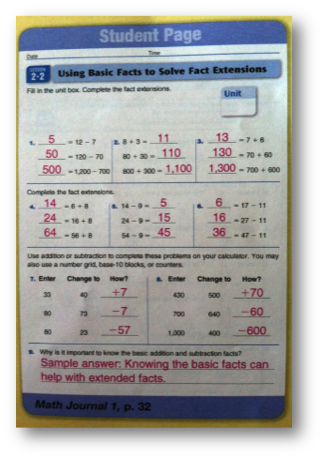 Student Page
Date Time
LESSON 2·2 Using Basic Facts to Solve Fact Extensions
Fill in the unit box. Complete the fact extensions.
Unit
1. 5 = 12 - 7 2. 8 + 3 = 11 3. 13 = 7 + 6
50 = 120 - 70 80 + 30 = 110 130 = 70 + 60
500 = 1,200 - 700 800 + 300 = 1,100 1,300 = 700 + 600
Complete the fact extensions.
4. 14 = 6 + 8 5. 14 - 9 = 5 6. 6 = 17 - 11
24 = 16 + 8 24 - 9 = 15 16 = 27 - 11
64 = 56 + 8 54 - 9 = 45 36 = 47 - 11
Use addition or subtraction to complete these problems on your calculator. You may
also use a number grid, base-10 blocks, or counters.
7. Enter Change to How? 8. Enter Change to How?
33 40 +7 430 500 +70
80 73 -7 700 640 -60
80 23 -57 1,000 400 -600
9. Why is it important to know the basic addition and subtraction facts?
Sample answer: Knowing the basic facts can
help with extended facts.
Math Journal 1, p. 32